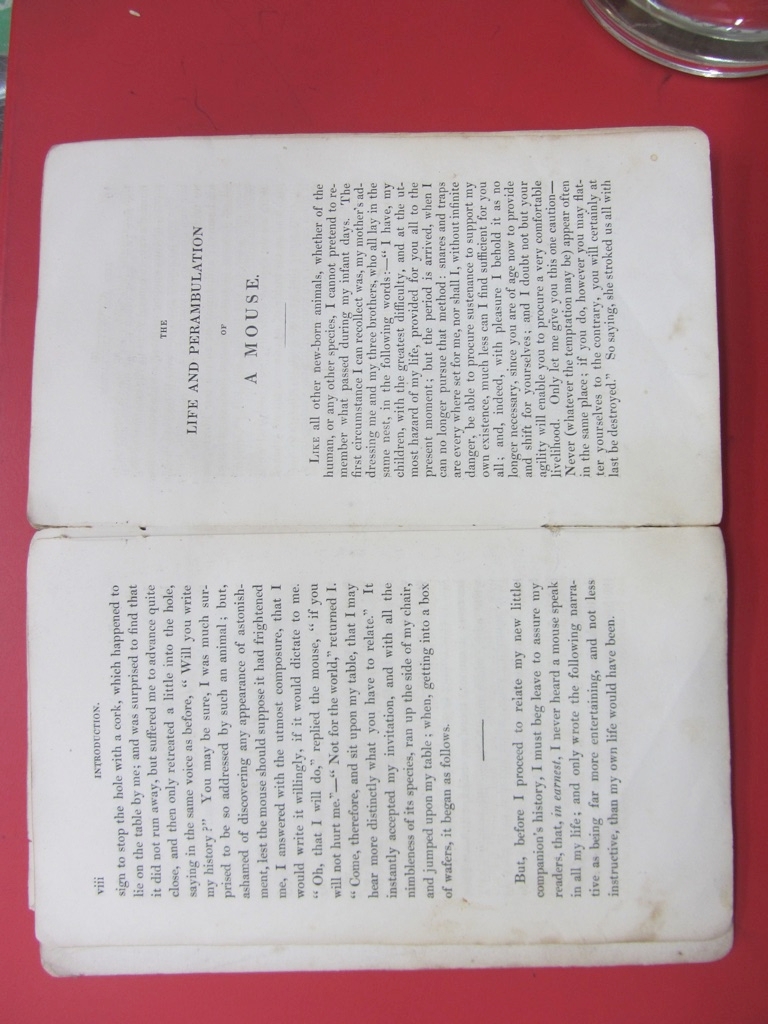 viii
INTRODUCTION.
sign to stop the hole with a cork, which happened to
lie on the table by me; and was surprised to find that
it did not run away, but suffered me to advance quite
close, and then only retreated a little into the hole,
saying in the same voice as before, “ Will you write
my history?” You may be sure, I was much sur-
prised to be so addressed by such an animal; but,
ashamed of discovering any appearance of astonish-
ment, lest the mouse should suppose it had frightened
me, I answered with the utmost composure, that I
would write it willingly, if it would dictate to me.
“ Oh, that I will do,” replied the mouse, “ if you
will not hurt me.”—“ Not for the world,” returned I.
“ Come, therefore, and sit upon my table, that I may
hear more distinctly what you have to relate.” It
instantly accepted my invitation, and with all the
nimbleness of its species, ran up the side of my chair,
and jumped upon my table; when, getting into a box
of wafers, it began as follows.
But, before I proceed to relate my new little
companion's history, I must beg leave to assure my
readers, that, in earnest, I never heard a mouse speak
in all my life; and only wrote the following narra-
tive as being far more entertaining, and not less
instructive, than my own life would have been.
THE
LIFE AND PERAMBULATION
OF
A MOUSE.
LIKE all other new-born animals, whether of the
human, or any other species, I cannot pretend to re-
member what passed during my infant days. The
first circumstance I can recollect was, my mother's ad-
dressing me and my three brothers, who all lay in the
same nest, in the following words:—“ I have, my
children, with the greatest difficulty, and at the ut-
most hazard of my life, provided for you all to the
present moment; but the period is arrived, when I
can no longer pursue that method: snares and traps
are every where set for me, nor shall I, without infinite
danger, be able to procure sustenance to support my
own existence, much less can I find sufficient for you
all; and, indeed, with pleasure I behold it as no
longer necessary, since you are of age now to provide
and shift for yourselves; and I doubt not but your
agility will enable you to procure a very comfortable
livelihood. Only let me give you this one caution—
Never (whatever the temptation may be) appear often
in the same place; if you do, however you may flat-
ter yourselves to the contrary, you will certainly at
last be destroyed.” So saying, she stroked us all with